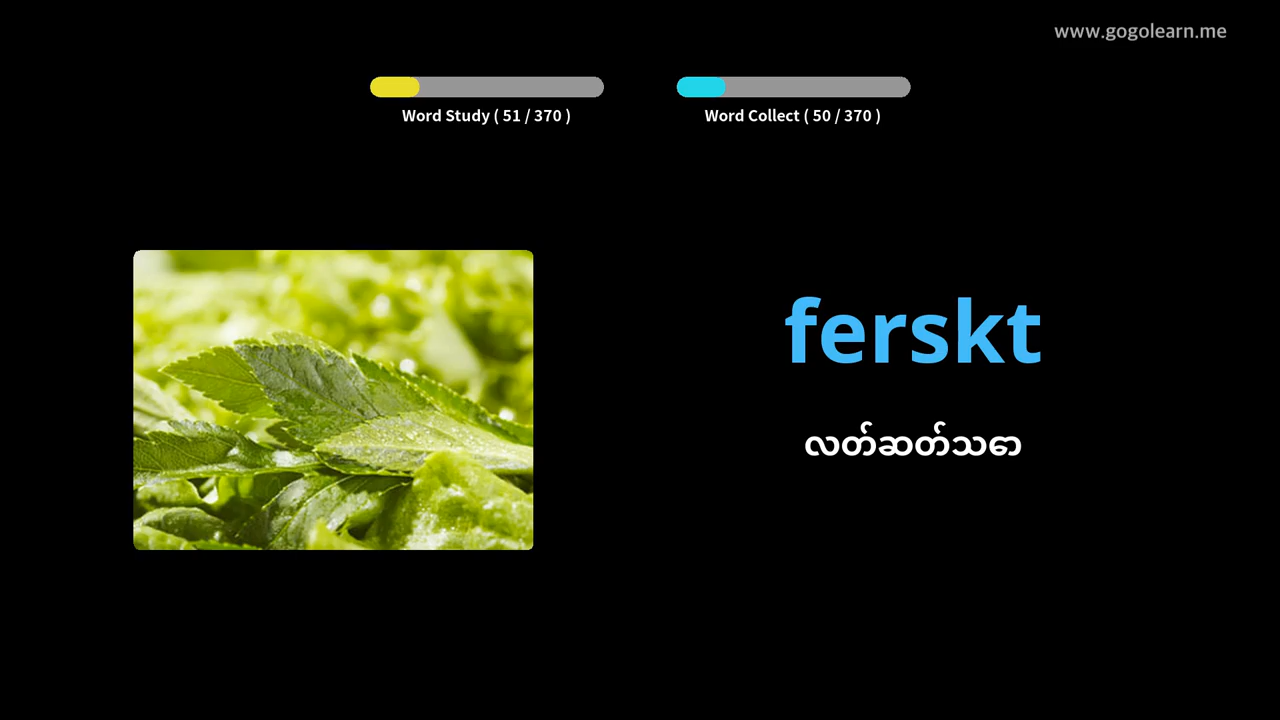 www.gogolearn.me
Word Study ( 51 / 370 )
Word Collect ( 50 / 370 )
ferskt
လတ်ဆတ်သော